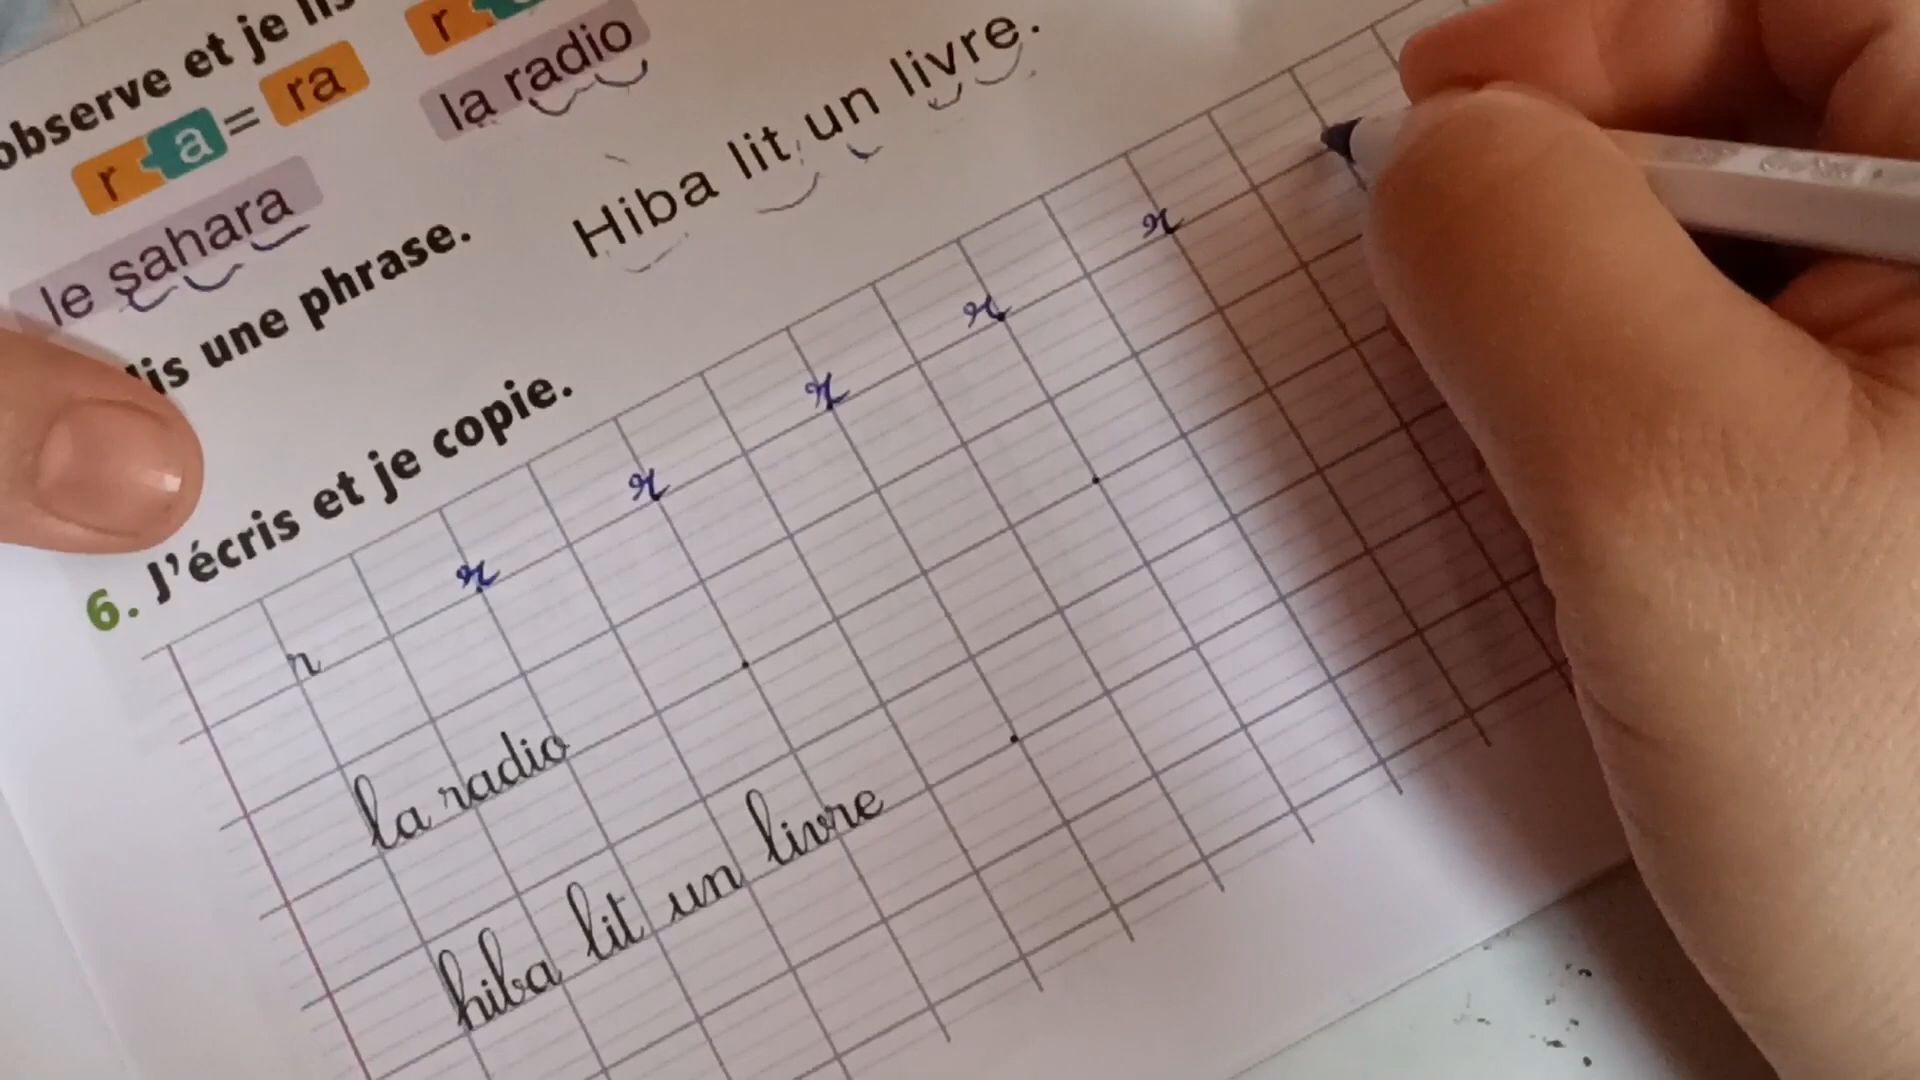 observe et je lis
r a = ra
r
le sahara
la radio
lis une phrase.
Hiba lit un livre.
6. J'écris et je copie.
r r r r r r
la radio
hiba lit un livre